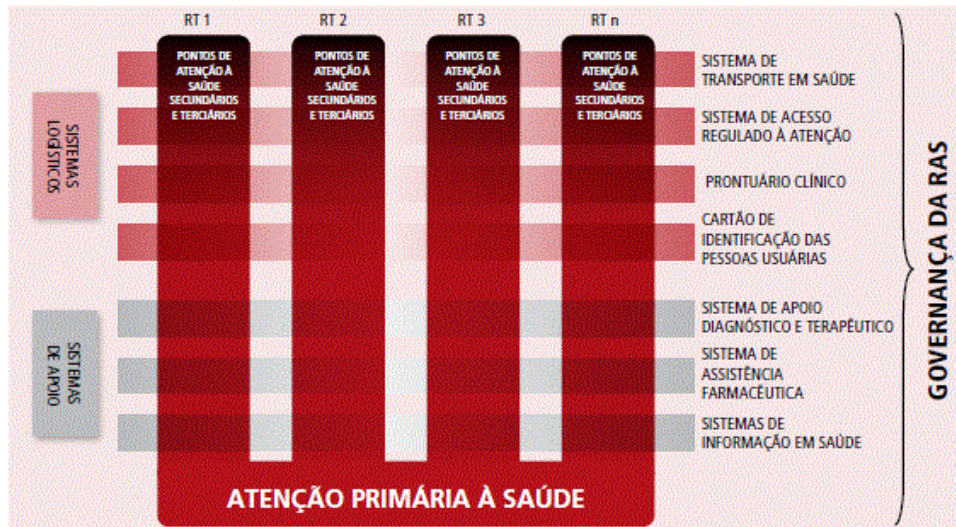 RT 1
RT 2
RT 3
RT n
PONTOS DE
ATENÇÃO À
SAÚDE
SECUNDÁRIOS
E TERCIÁRIOS
PONTOS DE
ATENÇÃO À
SAÚDE
SECUNDÁRIOS
E TERCIÁRIOS
PONTOS DE
ATENÇÃO À
SAÚDE
SECUNDÁRIOS
E TERCIÁRIOS
PONTOS DE
ATENÇÃO À
SAÚDE
SECUNDÁRIOS
E TERCIÁRIOS
SISTEMAS
LOGÍSTICOS
SISTEMAS
DE APOIO
SISTEMA DE
TRANSPORTE EM SAÚDE
SISTEMA DE ACESSO
REGULADO À ATENÇÃO
PRONTUÁRIO CLÍNICO
CARTÃO DE
IDENTIFICAÇÃO DAS
PESSOAS USUÁRIAS
SISTEMA DE APOIO
DIAGNÓSTICO E TERAPÊUTICO
SISTEMA DE
ASSISTÊNCIA
FARMACÊUTICA
SISTEMAS DE
INFORMAÇÃO EM SAÚDE
GOVERNANÇA DA RAS
ATENÇÃO PRIMÁRIA À SAÚDE